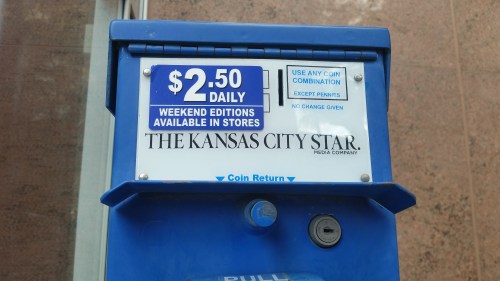 $2.50
DAILY
WEEKEND EDITIONS
AVAILABLE IN STORES
USE ANY COIN
COMBINATION
EXCEPT PENNIES
NO CHANGE GIVEN
THE KANSAS CITY STAR.
MEDIA COMPANY
Coin Return
PULL